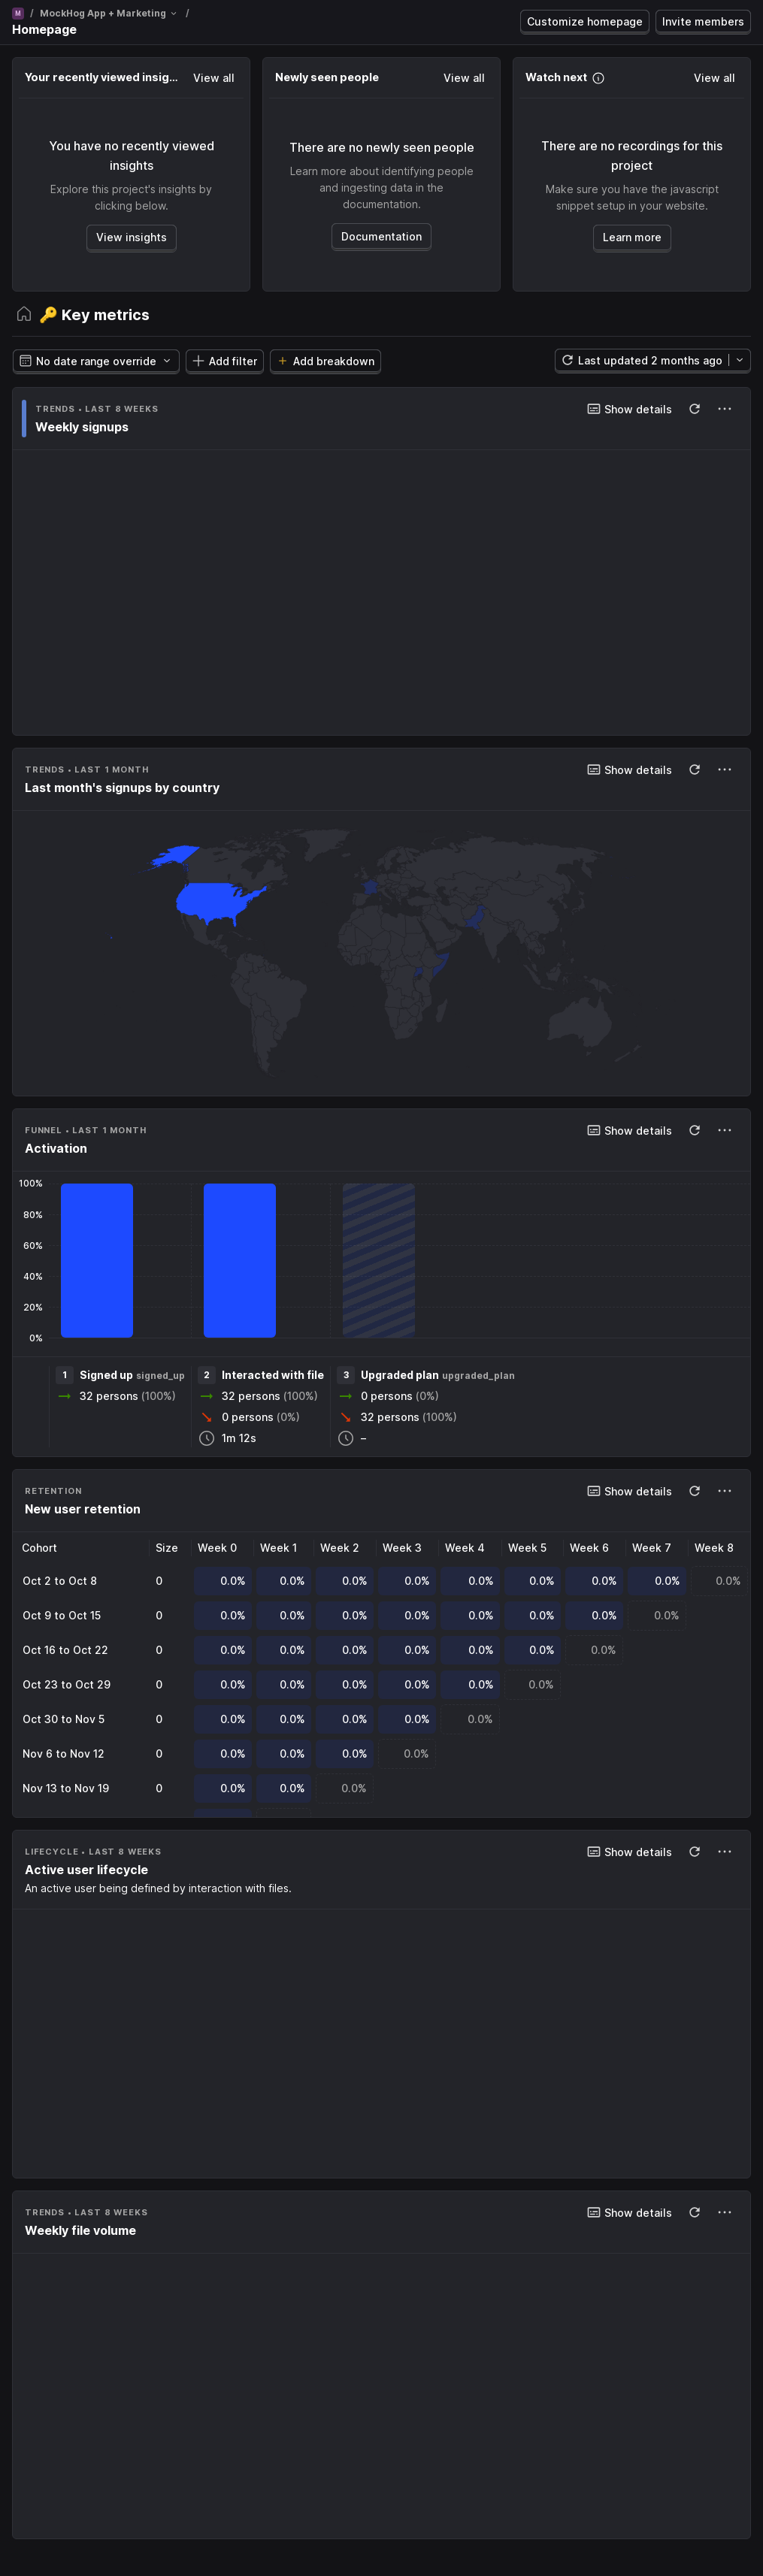 M / MockHog App + Marketing /
Homepage
Customize homepage
Invite members
Your recently viewed insig...
View all
You have no recently viewed
insights
Explore this project's insights by
clicking below.
View insights
Newly seen people
View all
There are no newly seen people
Learn more about identifying people
and ingesting data in the
documentation.
Documentation
Watch next
View all
There are no recordings for this
project
Make sure you have the javascript
snippet setup in your website.
Learn more
🔑 Key metrics
No date range override
Add filter
Add breakdown
Last updated 2 months ago
TRENDS • LAST 8 WEEKS
Show details
Weekly signups
TRENDS • LAST 1 MONTH
Show details
Last month's signups by country
FUNNEL • LAST 1 MONTH
Show details
Activation
100%
80%
60%
40%
20%
0%
1 Signed up signed_up
32 persons (100%)
2 Interacted with file
32 persons (100%)
0 persons (0%)
1m 12s
3 Upgraded plan upgraded_plan
0 persons (0%)
32 persons (100%)
–
RETENTION
Show details
New user retention
Cohort Size Week 0 Week 1 Week 2 Week 3 Week 4 Week 5 Week 6 Week 7 Week 8
Oct 2 to Oct 8 0 0.0% 0.0% 0.0% 0.0% 0.0% 0.0% 0.0% 0.0% 0.0%
Oct 9 to Oct 15 0 0.0% 0.0% 0.0% 0.0% 0.0% 0.0% 0.0% 0.0%
Oct 16 to Oct 22 0 0.0% 0.0% 0.0% 0.0% 0.0% 0.0% 0.0%
Oct 23 to Oct 29 0 0.0% 0.0% 0.0% 0.0% 0.0% 0.0%
Oct 30 to Nov 5 0 0.0% 0.0% 0.0% 0.0% 0.0%
Nov 6 to Nov 12 0 0.0% 0.0% 0.0% 0.0%
Nov 13 to Nov 19 0 0.0% 0.0% 0.0%
LIFECYCLE • LAST 8 WEEKS
Show details
Active user lifecycle
An active user being defined by interaction with files.
TRENDS • LAST 8 WEEKS
Show details
Weekly file volume